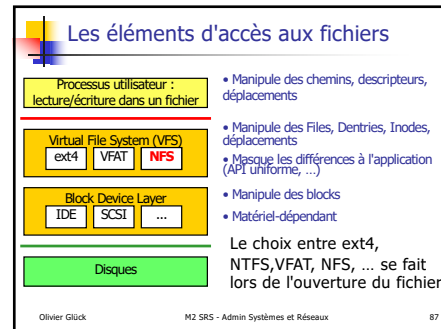 Les éléments d'accès aux fichiers
Processus utilisateur :
lecture/écriture dans un fichier
• Manipule des chemins, descripteurs,
déplacements
Virtual File System (VFS)
ext4 VFAT NFS
• Manipule des Files, Dentries, Inodes,
déplacements
• Masque les différences à l'application
(API uniforme, ...)
Block Device Layer
IDE SCSI ...
• Manipule des blocks
• Matériel-dépendant
Disques
Le choix entre ext4,
NTFS,VFAT, NFS, ... se fait
lors de l'ouverture du fichier
Olivier Glück M2 SRS - Admin Systèmes et Réseaux 87